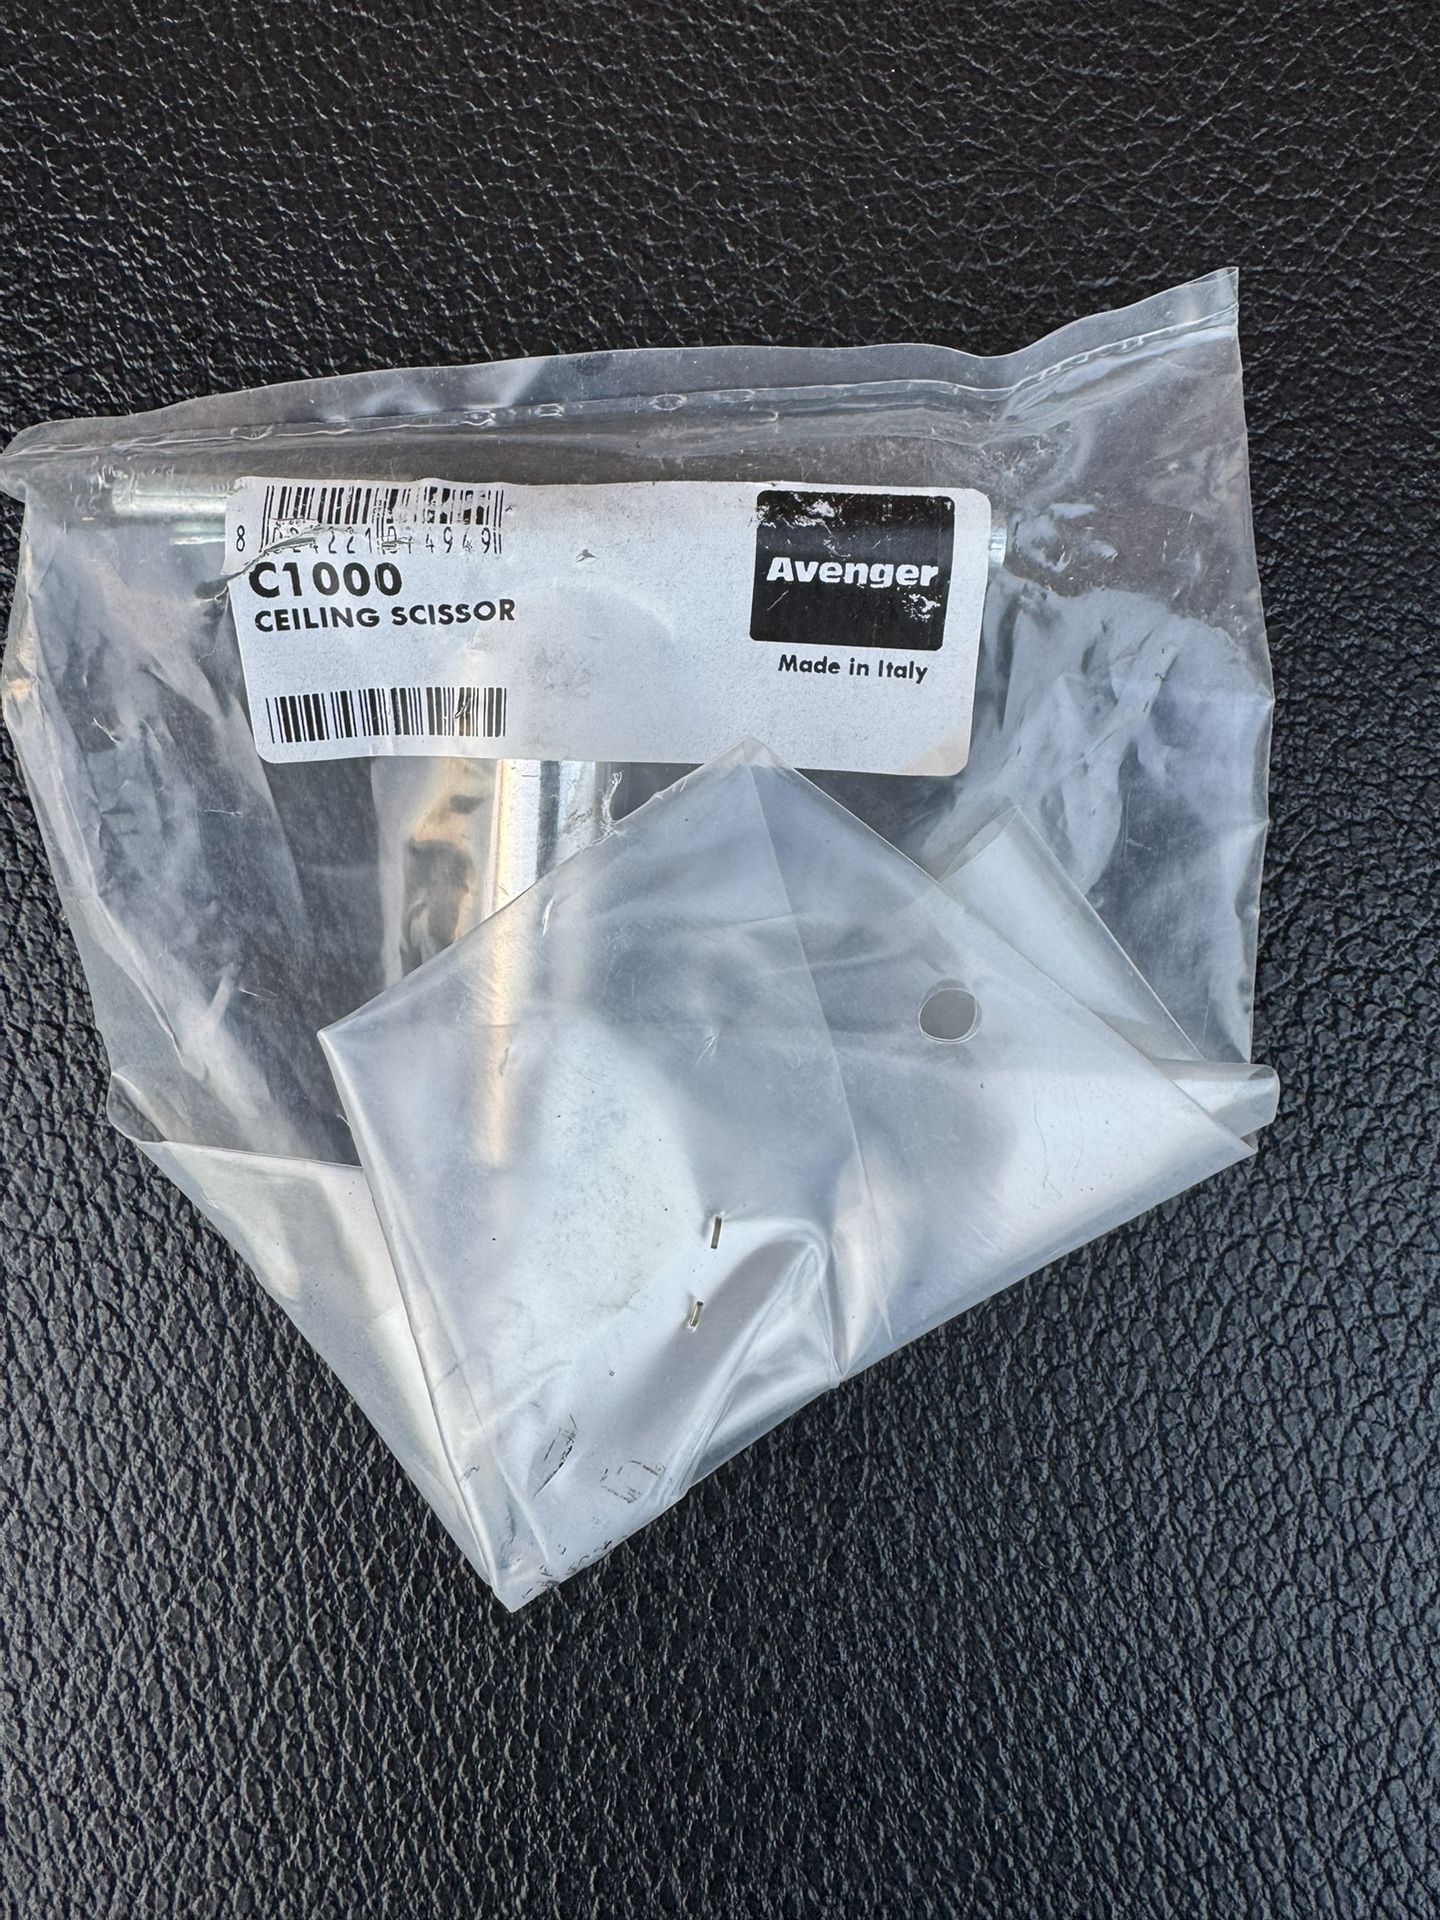 C1000
CEILING SCISSOR
Avenger
Made in Italy